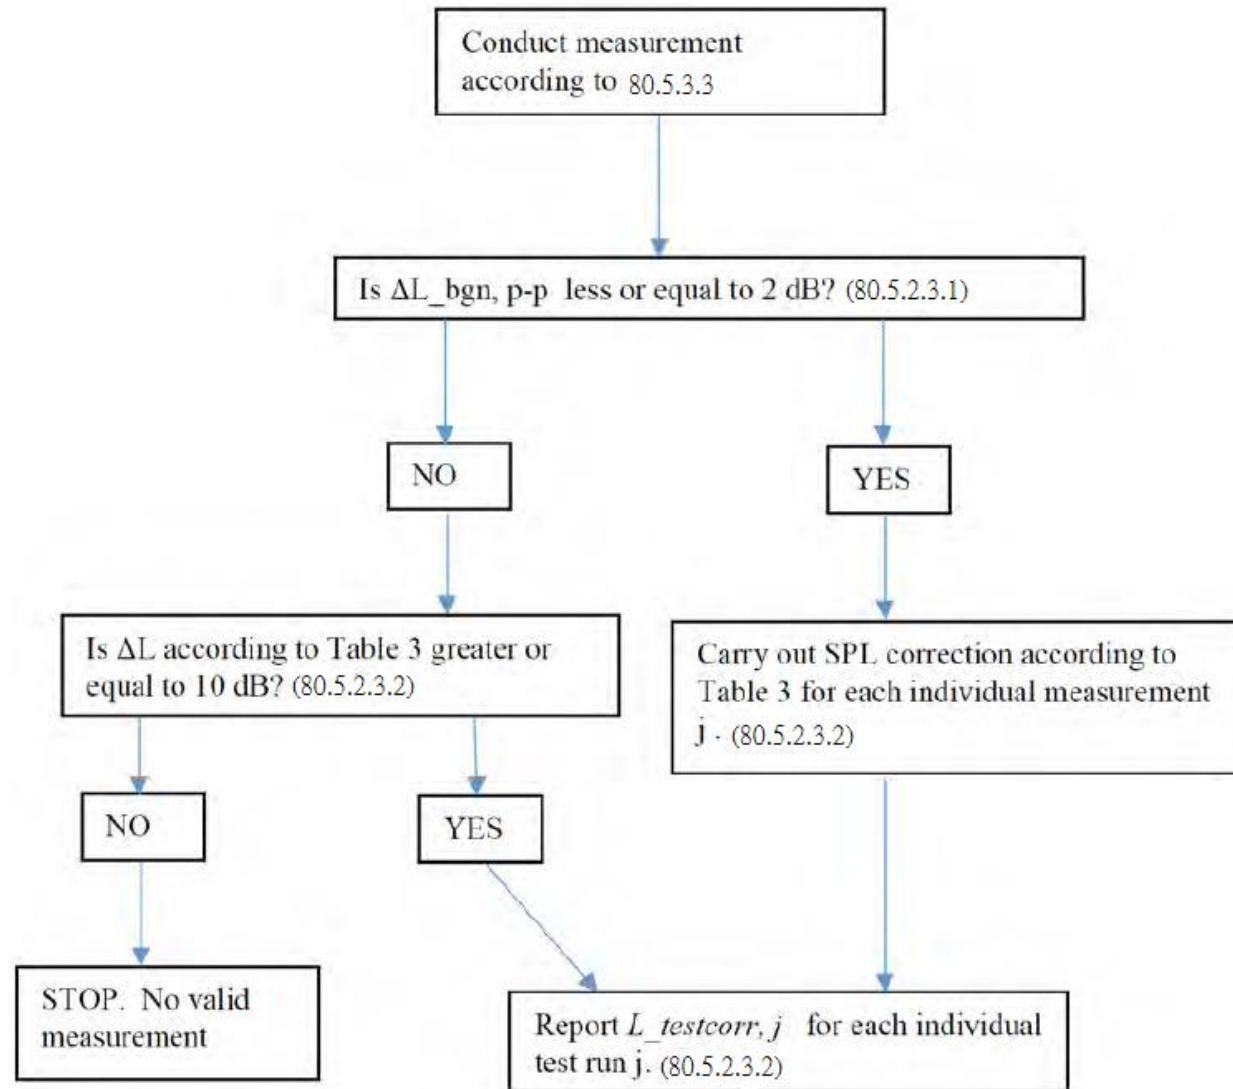 Conduct measurement
according to 80.5.3.3
Is ΔL_bgn, p-p less or equal to 2 dB? (80.5.2.3.1)
NO
YES
Is ΔL according to Table 3 greater or
equal to 10 dB? (80.5.2.3.2)
Carry out SPL correction according to
Table 3 for each individual measurement
j . (80.5.2.3.2)
NO
YES
STOP. No valid
measurement
Report L_testcorr, j for each individual
test run j. (80.5.2.3.2)